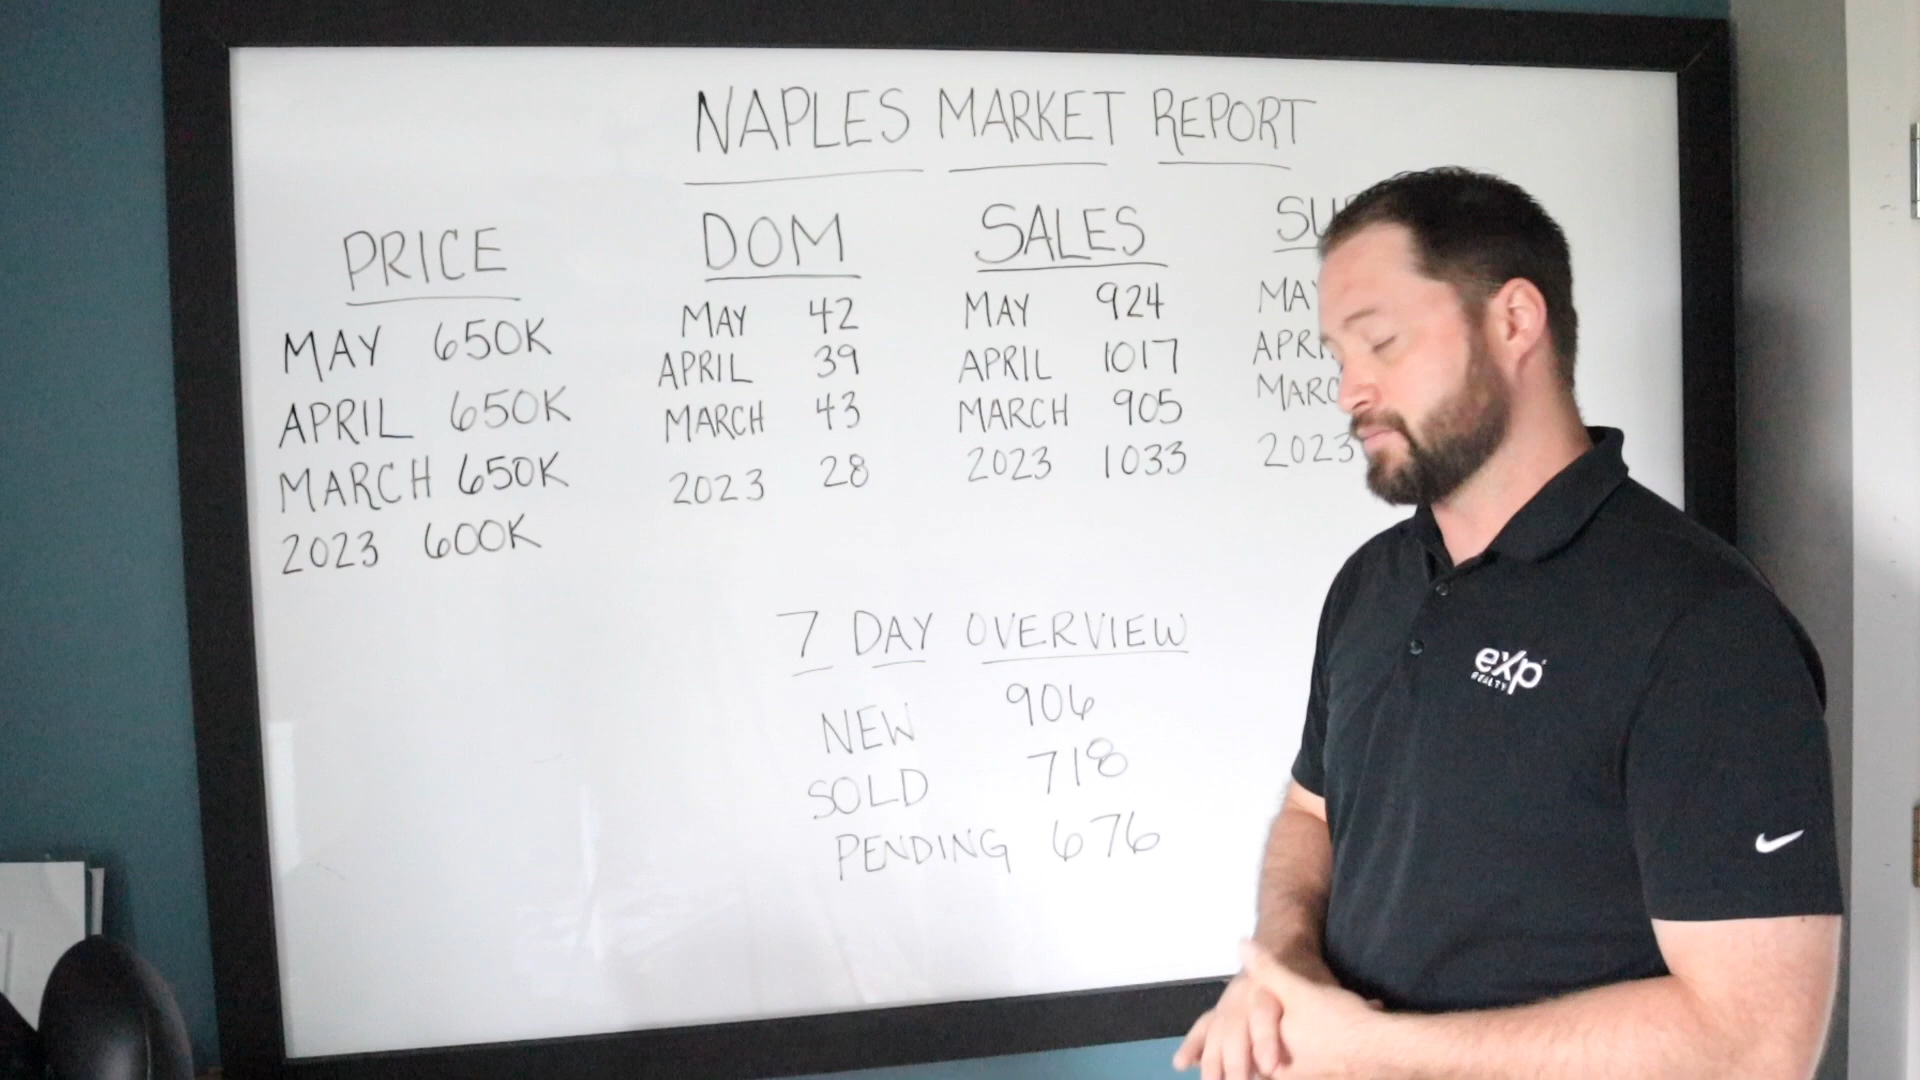 NAPLES MARKET REPORT
PRICE
MAY 650K
APRIL 650K
MARCH 650K
2023 600K
DOM
MAY 42
APRIL 39
MARCH 43
2023 28
SALES
MAY 924
APRIL 1017
MARCH 905
2023 1033
2023
7 DAY OVERVIEW
NEW 906
SOLD 718
PENDING 676
eXp
REALTY